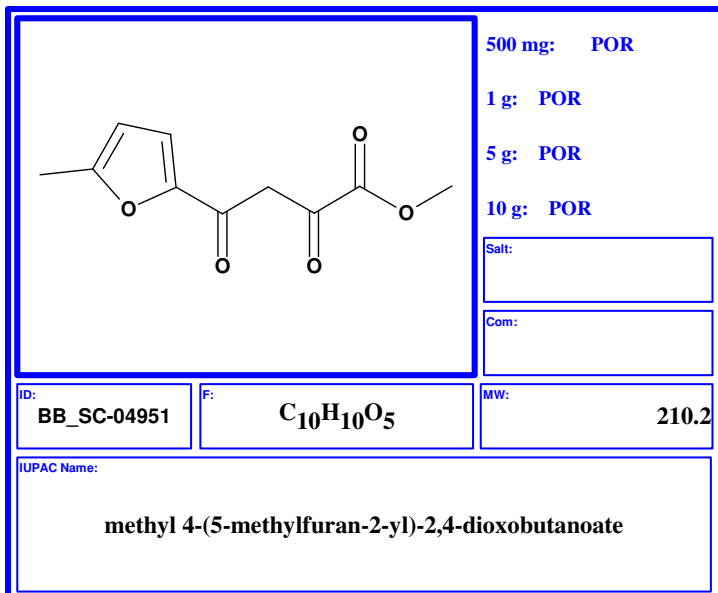 500 mg: POR
1 g: POR
5 g: POR
10 g: POR
O
O
O
O
O
Salt:
Com:
ID:
BB_SC-04951
F:
C10H10O5
MW:
210.2
IUPAC Name:
methyl 4-(5-methylfuran-2-yl)-2,4-dioxobutanoate